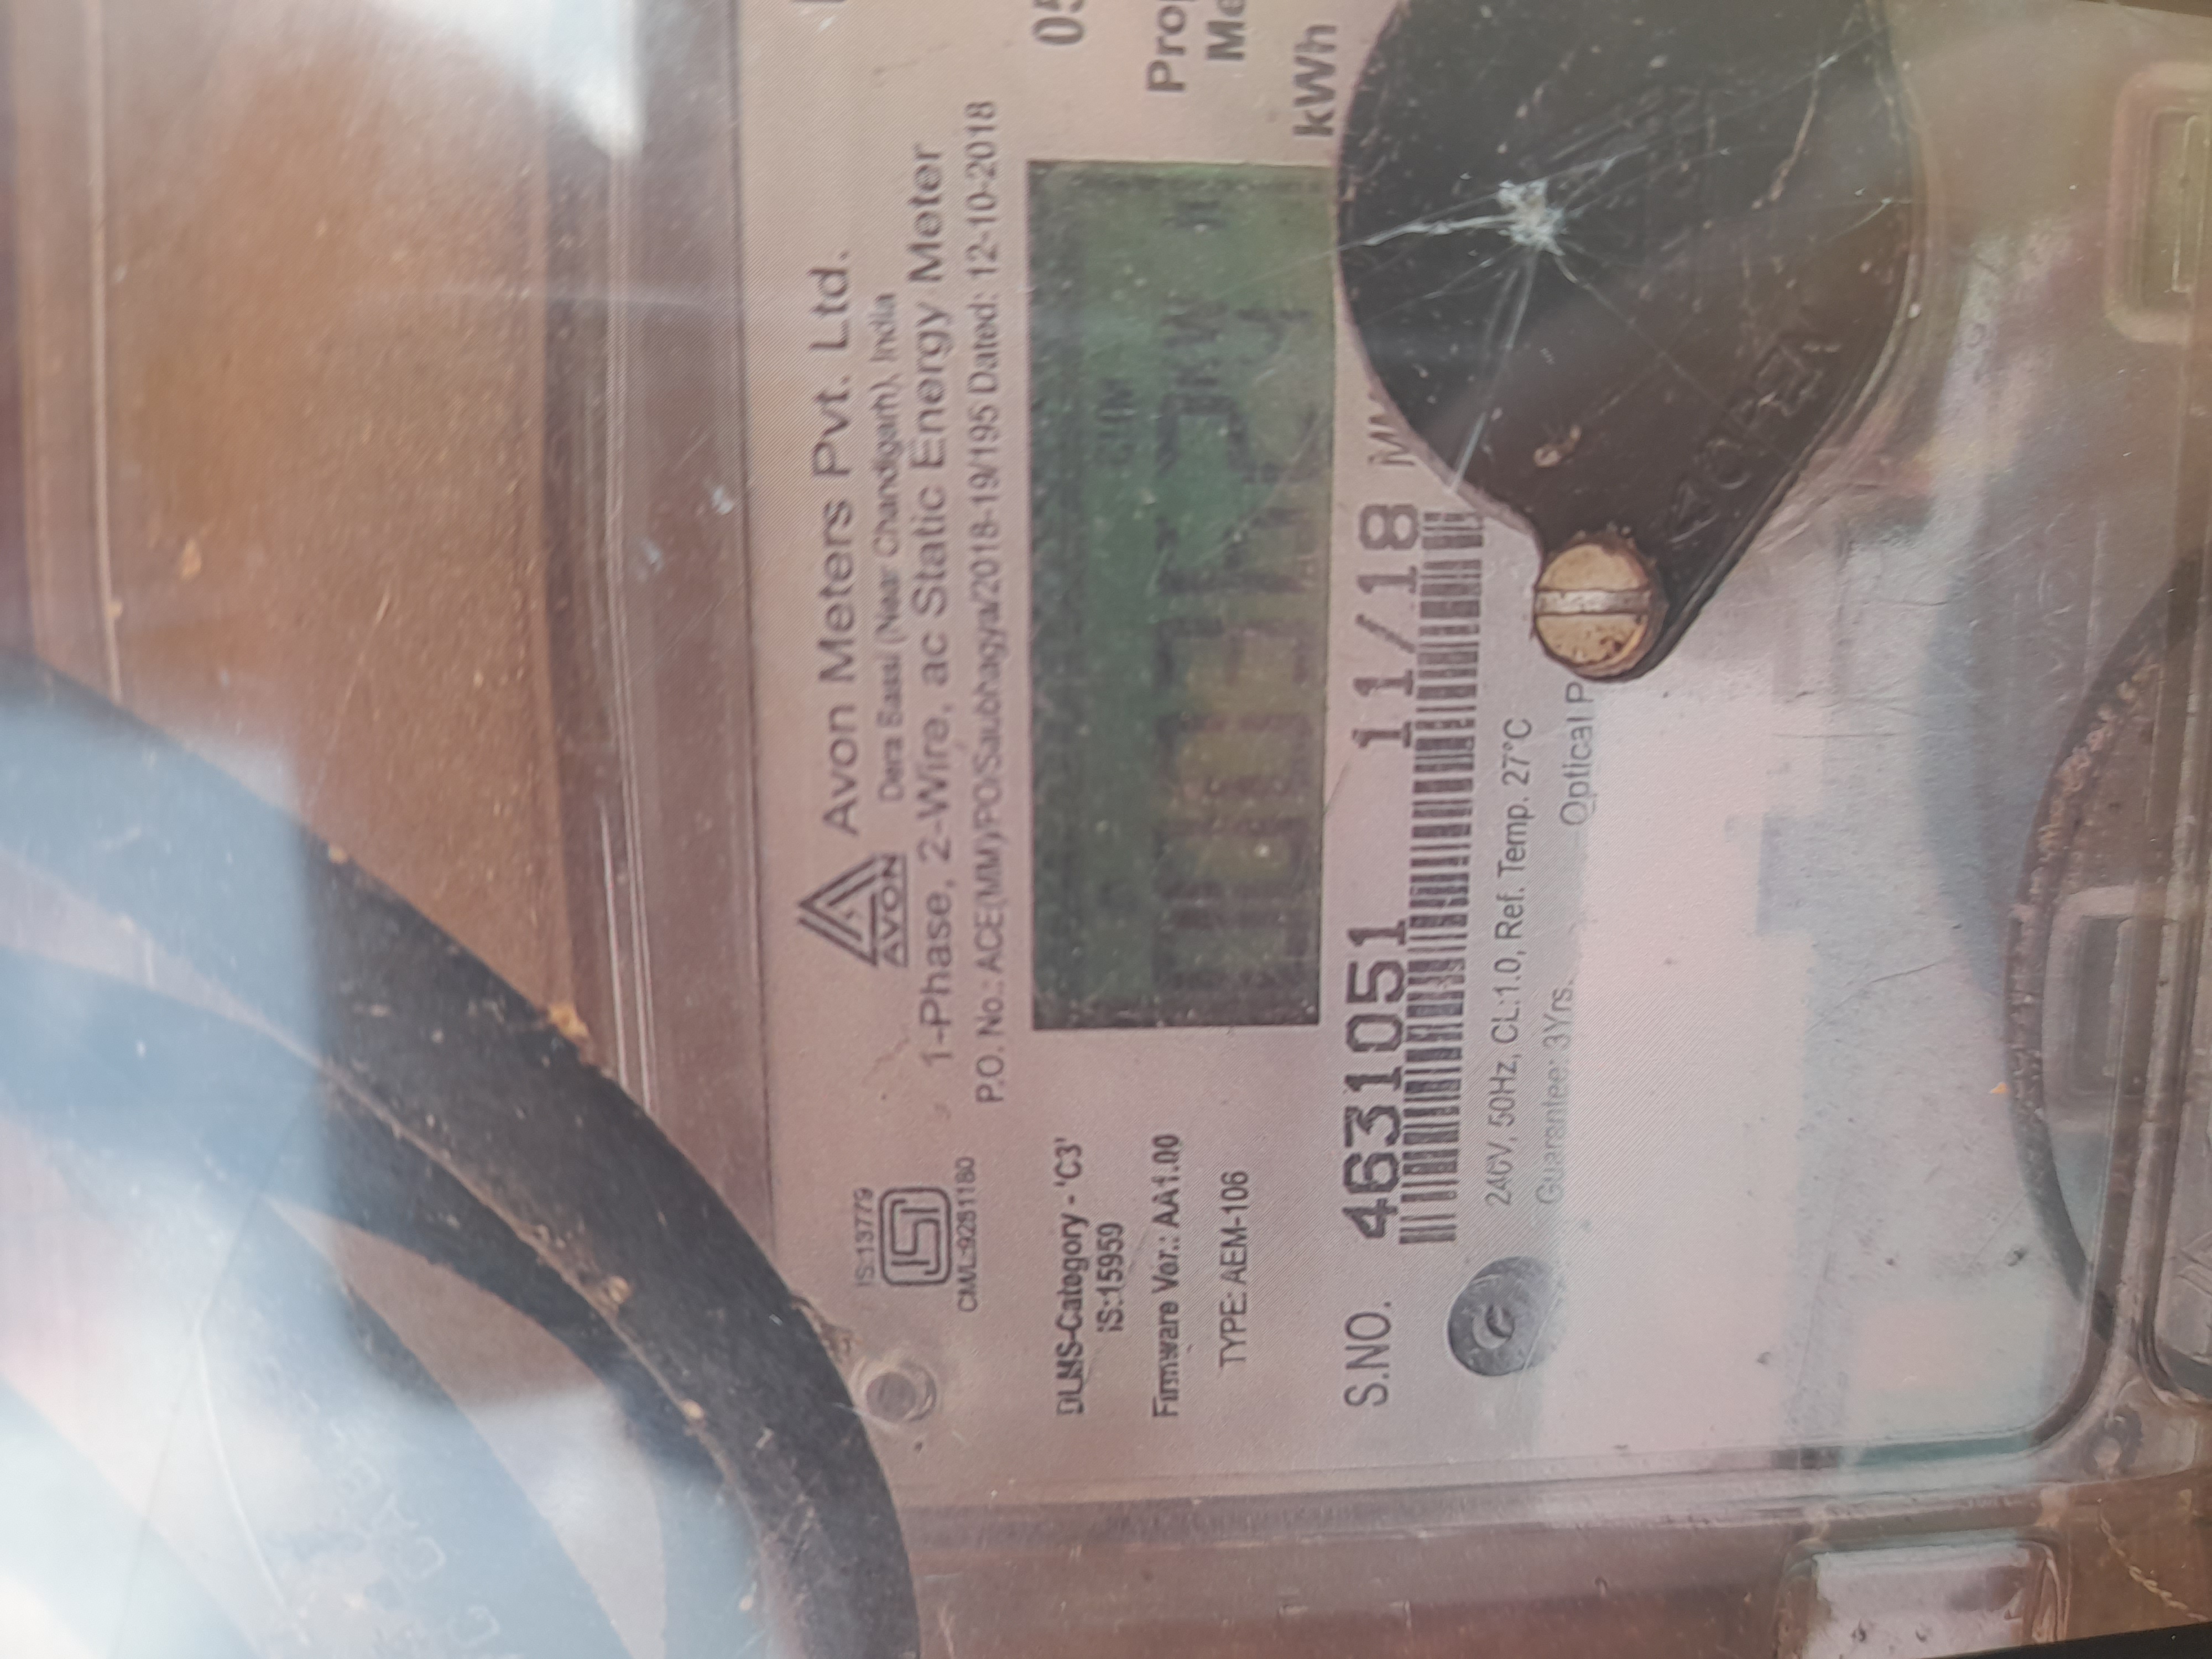 AVON
Avon Meters Pvt. Ltd.
Dera Bassi (Near Chandigarh), India
1-Phase, 2-Wire, ac Static Energy Meter
P.O. No.: ACE(MM)/PO/Saubhagya/2018-19/195 Dated: 12-10-2018
IS:13779
CM/L:9281180
DLMS-Category - 'C3'
IS:15959
Firmware Ver.: AA1.00
TYPE: AEM-106
05
kWh
S.NO. 4631051 11/18
240V, 50Hz, CL:1.0, Ref. Temp. 27°C
Guarantee: 3Yrs.
Optical P